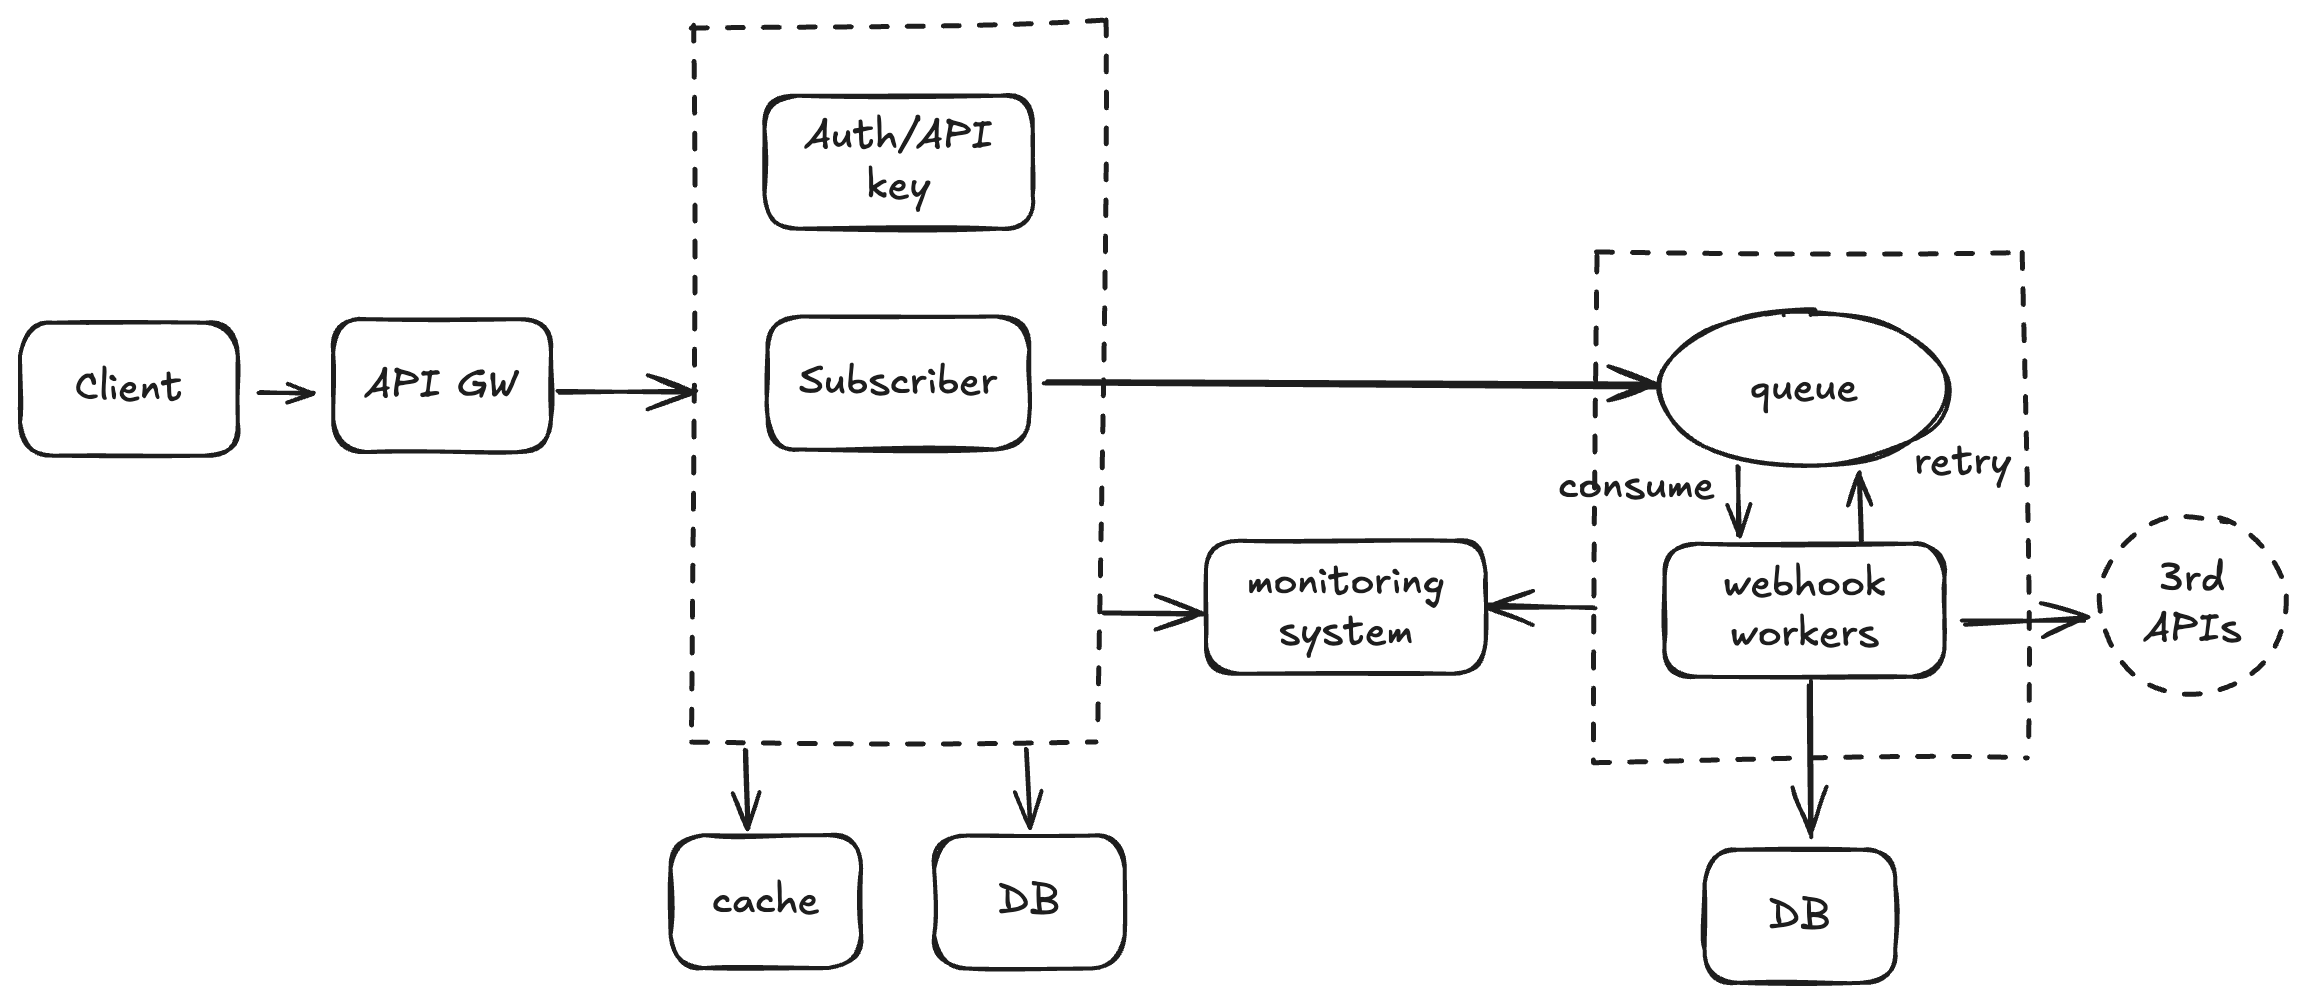 Auth/API
key
Client
API GW
Subscriber
queue
retry
consume
monitoring
system
webhook
workers
3rd
APIs
cache
DB
DB